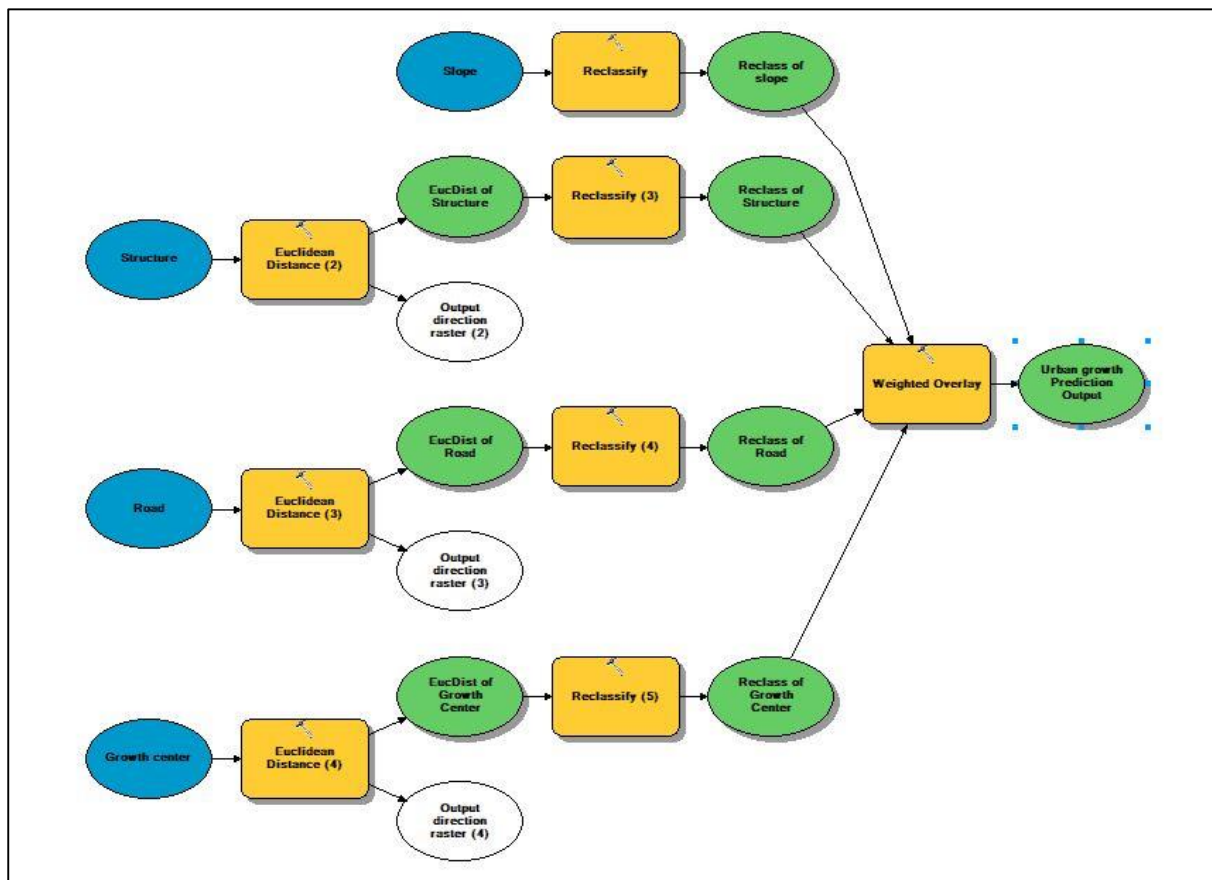 Slope
Reclassify
Reclass of
slope
EucDist of
Structure
Reclassify (3)
Reclass of
Structure
Structure
Euclidean
Distance (2)
Output
direction
raster (2)
Weighted Overlay
Urban growth
Prediction
Output
EucDist of
Road
Reclassify (4)
Reclass of
Road
Road
Euclidean
Distance (3)
Output
direction
raster (3)
EucDist of
Growth
Center
Reclassify (5)
Reclass of
Growth
Center
Growth center
Euclidean
Distance (4)
Output
direction
raster (4)